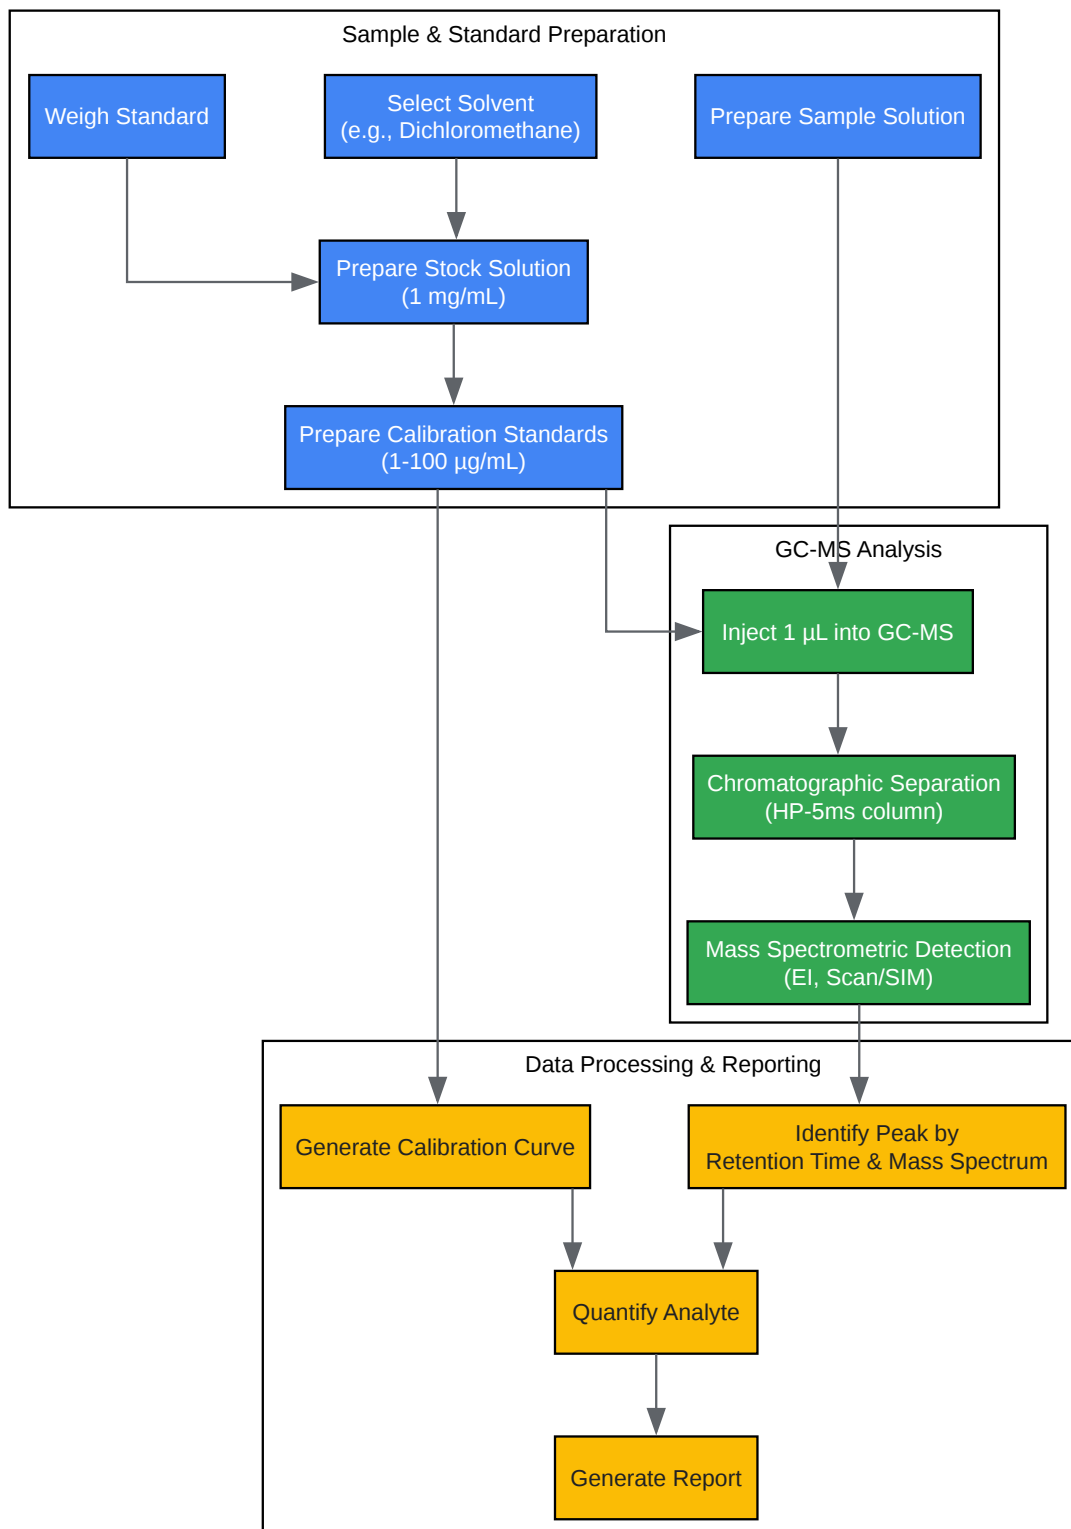 Sample & Standard Preparation
Weigh Standard
Select Solvent
(e.g., Dichloromethane)
Prepare Sample Solution
Prepare Stock Solution
(1 mg/mL)
Prepare Calibration Standards
(1-100 µg/mL)
GC-MS Analysis
Inject 1 µL into GC-MS
Chromatographic Separation
(HP-5ms column)
Mass Spectrometric Detection
(EI, Scan/SIM)
Data Processing & Reporting
Generate Calibration Curve
Identify Peak by
Retention Time & Mass Spectrum
Quantify Analyte
Generate Report